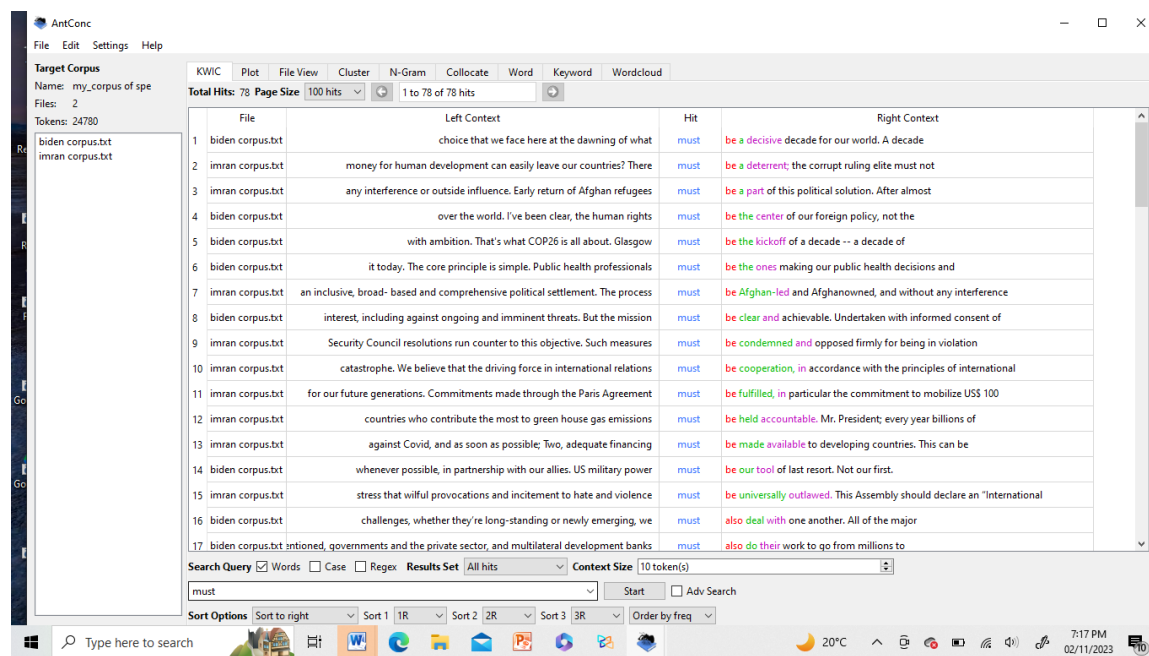 AntConc
File Edit Settings Help
Target Corpus
Name: my_corpus of spe
Files: 2
Tokens: 24780
biden corpus.txt
imran corpus.txt
KWIC Plot File View Cluster N-Gram Collocate Word Keyword Wordcloud
Total Hits: 78 Page Size 100 hits 1 to 78 of 78 hits
File Left Context Hit Right Context
1 biden corpus.txt choice that we face here at the dawning of what must be a decisive decade for our world. A decade
2 imran corpus.txt money for human development can easily leave our countries? There must be a deterrent; the corrupt ruling elite must not
3 imran corpus.txt any interference or outside influence. Early return of Afghan refugees must be a part of this political solution. After almost
4 biden corpus.txt over the world. I've been clear, the human rights must be the center of our foreign policy, not the
5 biden corpus.txt with ambition. That's what COP26 is all about. Glasgow must be the kickoff of a decade -- a decade of
6 biden corpus.txt it today. The core principle is simple. Public health professionals must be the ones making our public health decisions and
7 imran corpus.txt an inclusive, broad- based and comprehensive political settlement. The process must be Afghan-led and Afghanowned, and without any interference
8 biden corpus.txt interest, including against ongoing and imminent threats. But the mission must be clear and achievable. Undertaken with informed consent of
9 imran corpus.txt Security Council resolutions run counter to this objective. Such measures must be condemned and opposed firmly for being in violation
10 imran corpus.txt catastrophe. We believe that the driving force in international relations must be cooperation, in accordance with the principles of international
11 imran corpus.txt for our future generations. Commitments made through the Paris Agreement must be fulfilled, in particular the commitment to mobilize US$ 100
12 imran corpus.txt countries who contribute the most to green house gas emissions must be held accountable. Mr. President; every year billions of
13 imran corpus.txt against Covid, and as soon as possible; Two, adequate financing must be made available to developing countries. This can be
14 biden corpus.txt whenever possible, in partnership with our allies. US military power must be our tool of last resort. Not our first.
15 imran corpus.txt stress that wilful provocations and incitement to hate and violence must be universally outlawed. This Assembly should declare an "International
16 biden corpus.txt challenges, whether they're long-standing or newly emerging, we must also deal with one another. All of the major
17 biden corpus.txt entioned, governments and the private sector, and multilateral development banks must also do their work to go from millions to
Search Query Words Case Regex Results Set All hits Context Size 10 token(s)
must Start Adv Search
Sort Options Sort to right Sort 1 1R Sort 2 2R Sort 3 3R Order by freq
Type here to search 20°C 7:17 PM
02/11/2023